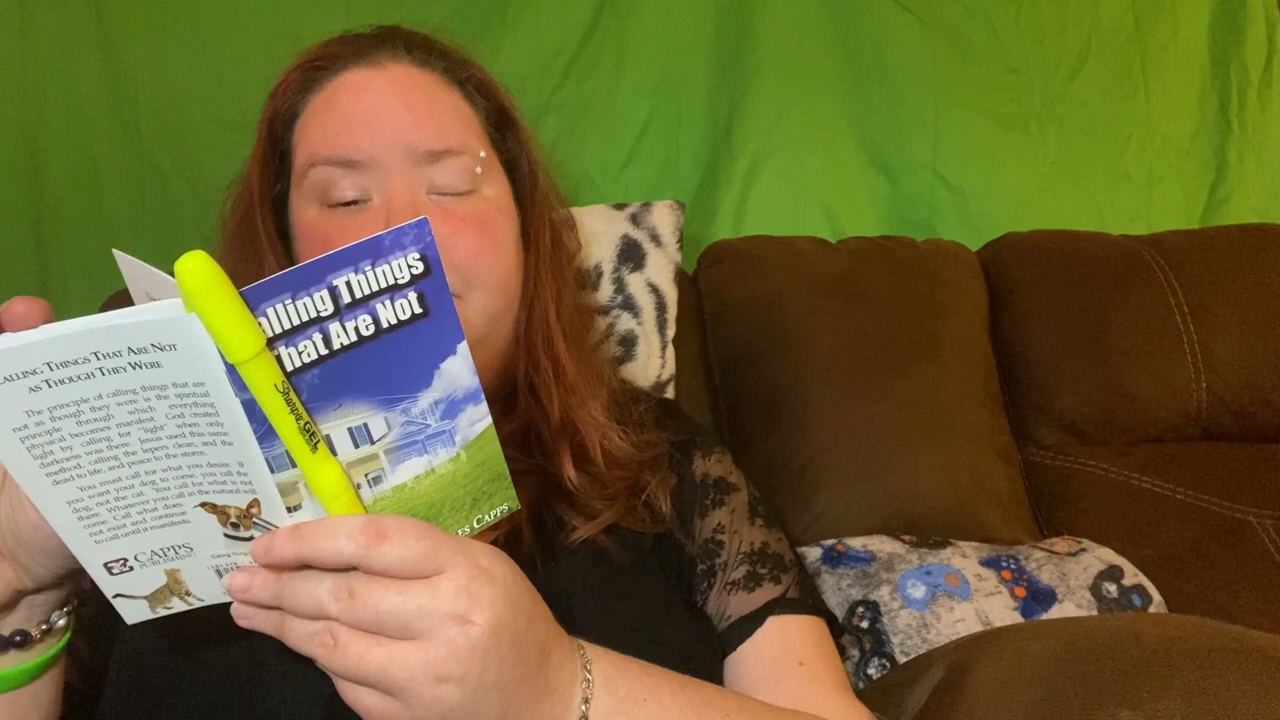 ALLING THINGS THAT ARE NOT
AS THOUGH THEY WERE
The principle of calling things that are
not as though they were is the spiritual
principle through which everything
physical becomes manifest. God created
light by calling for "light" when only
darkness was there. Jesus used this same
method, calling the lepers clean, and the
dead to life, and peace to the storm.
You must call for what you desire. If
you want your dog to come, you call the
dog, not the cat. You call for what is not
there. Whatever you call in the natural will
come. Call what does
not exist and continue
to call until it manifests.
CAPPS
PUBLISHING
Sharpie GEL
alling Things
That Are Not
ES CAPPS